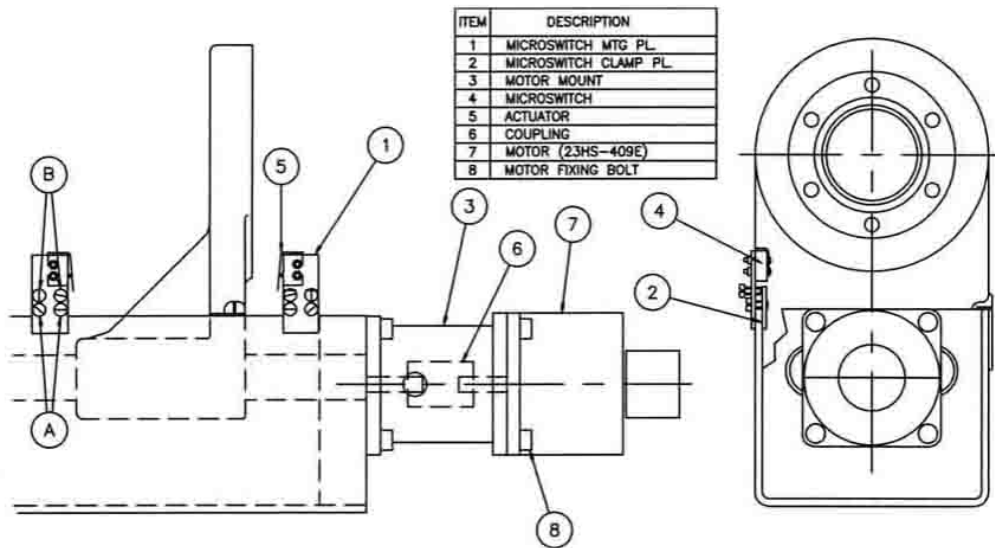 ITEM DESCRIPTION
1 MICROSWITCH MTG PL.
2 MICROSWITCH CLAMP PL.
3 MOTOR MOUNT
4 MICROSWITCH
5 ACTUATOR
6 COUPLING
7 MOTOR (23HS-409E)
8 MOTOR FIXING BOLT
B
5
1
3
6
7
4
2
A
8